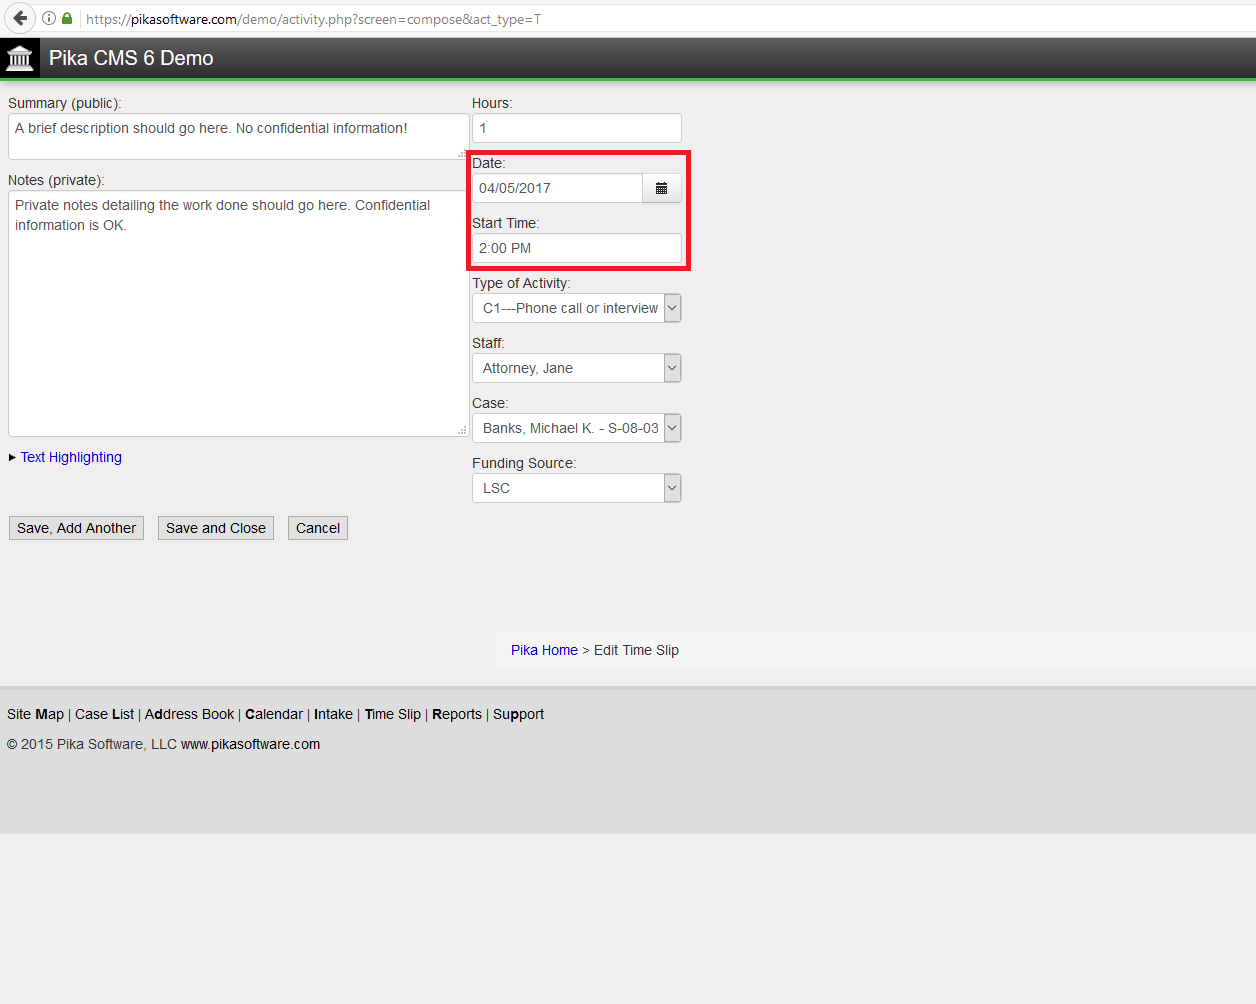 https://pikasoftware.com/demo/activity.php?screen=compose&act_type=T
Pika CMS 6 Demo
Summary (public):
A brief description should go here. No confidential information!
Notes (private):
Private notes detailing the work done should go here. Confidential
information is OK.
Text Highlighting
Hours:
1
Date:
04/05/2017
Start Time:
2:00 PM
Type of Activity:
C1---Phone call or interview
Staff:
Attorney, Jane
Case:
Banks, Michael K. - S-08-03
Funding Source:
LSC
Save, Add Another
Save and Close
Cancel
Pika Home > Edit Time Slip
Site Map | Case List | Address Book | Calendar | Intake | Time Slip | Reports | Support
© 2015 Pika Software, LLC www.pikasoftware.com